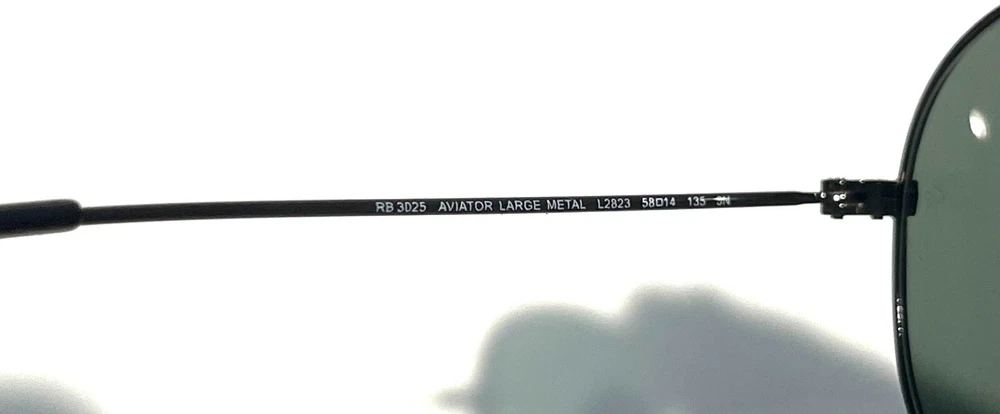 RB 3025 AVIATOR LARGE METAL L2823 58□14 135 3N